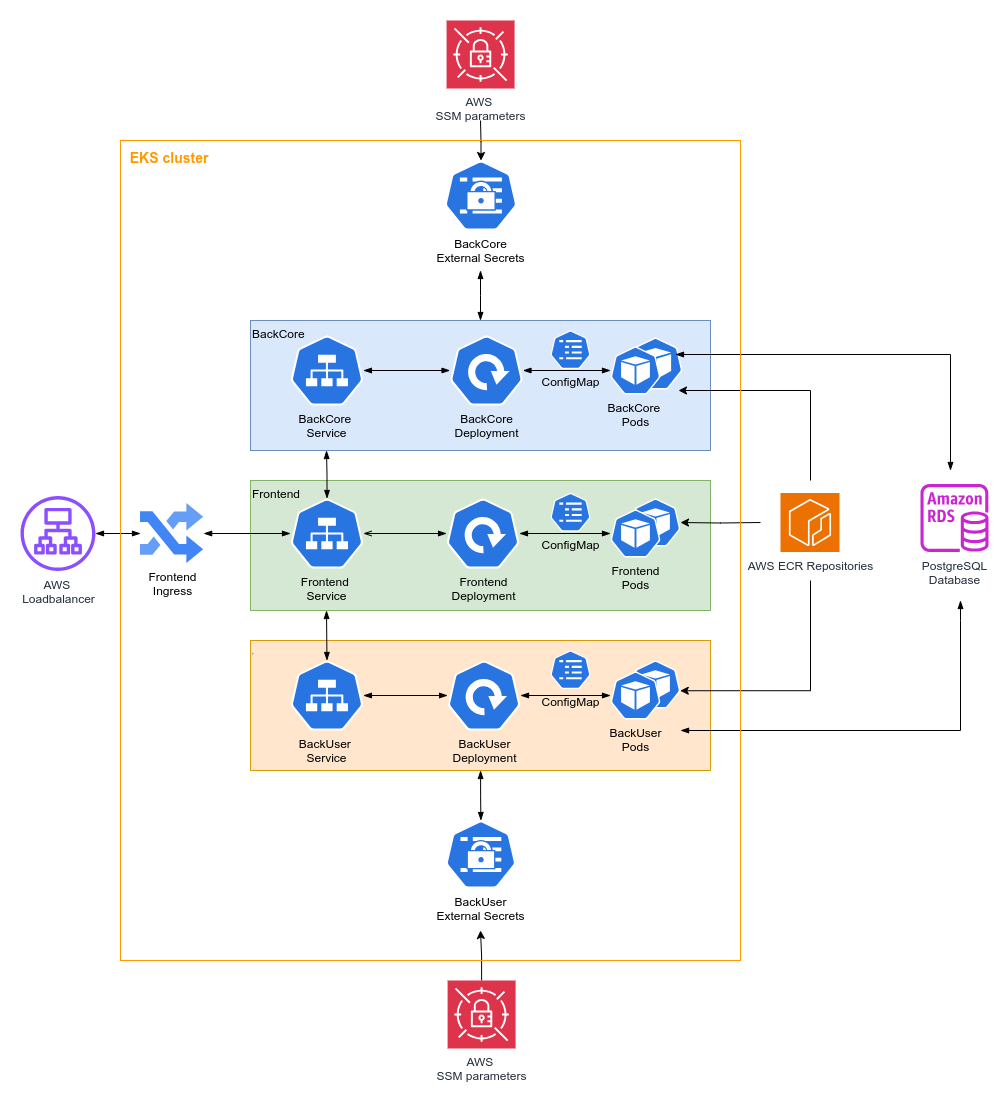 AWS
SSM parameters
EKS cluster
BackCore
External Secrets
BackCore
BackCore
Service
BackCore
Deployment
ConfigMap
BackCore
Pods
Frontend
Frontend
Service
Frontend
Deployment
ConfigMap
Frontend
Pods
AWS
Loadbalancer
Frontend
Ingress
AWS ECR Repositories
Amazon
RDS
PostgreSQL
Database
BackUser
Service
BackUser
Deployment
ConfigMap
BackUser
Pods
BackUser
External Secrets
AWS
SSM parameters